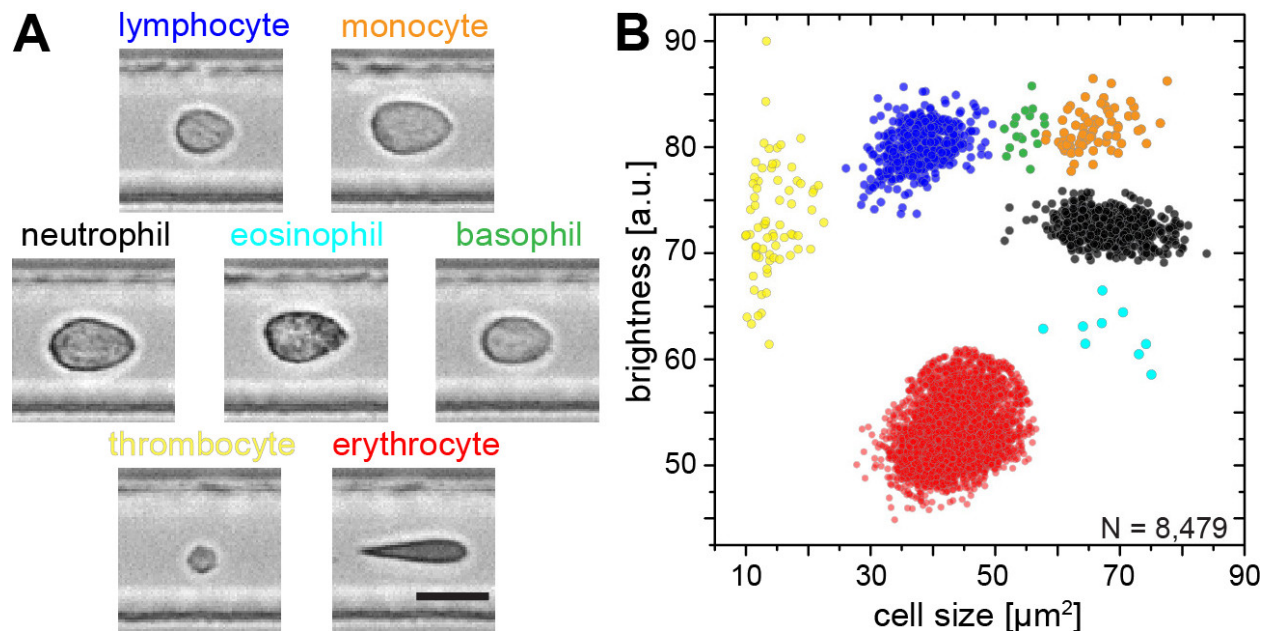 A
lymphocyte
monocyte
neutrophil
eosinophil
basophil
thrombocyte
erythrocyte
B
brightness [a.u.]
90
80
70
60
50
N = 8,479
10
30
50
70
90
cell size [µm²]